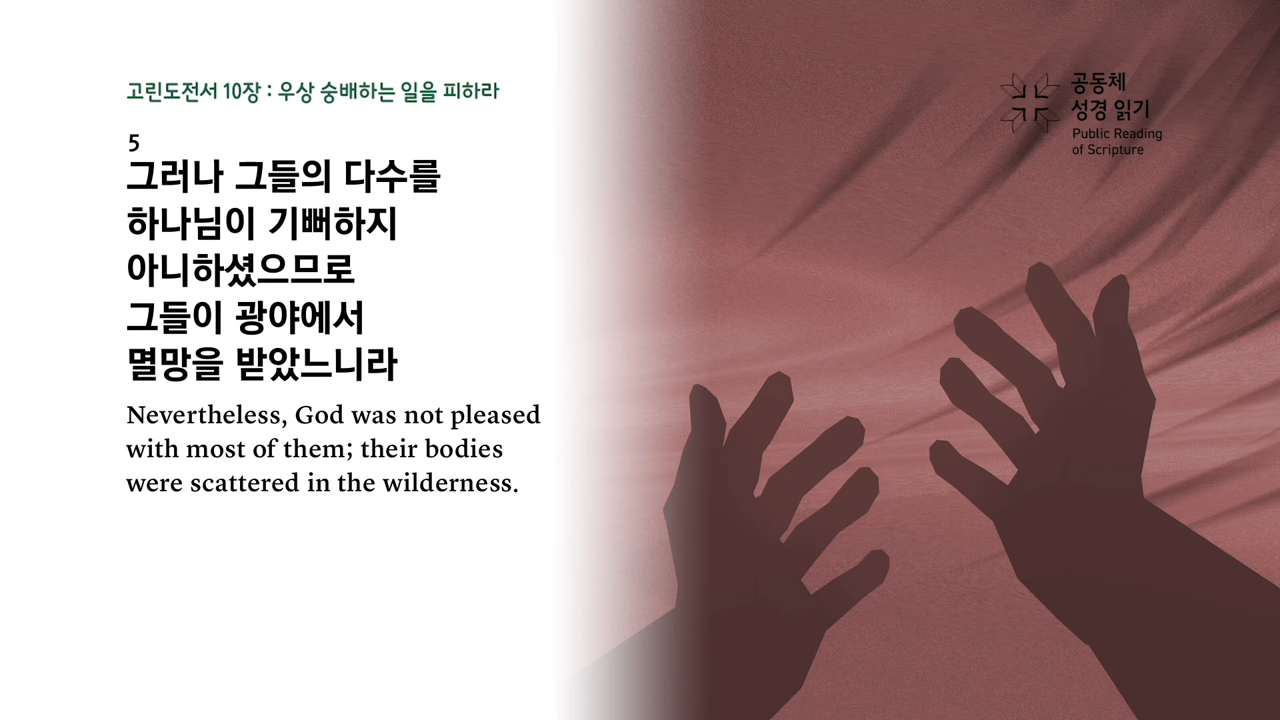 고린도전서 10장 : 우상 숭배하는 일을 피하라
5
그러나 그들의 다수를
하나님이 기뻐하지
아니하셨으므로
그들이 광야에서
멸망을 받았느니라
Nevertheless, God was not pleased
with most of them; their bodies
were scattered in the wilderness.
공동체
성경 읽기
Public Reading
of Scripture